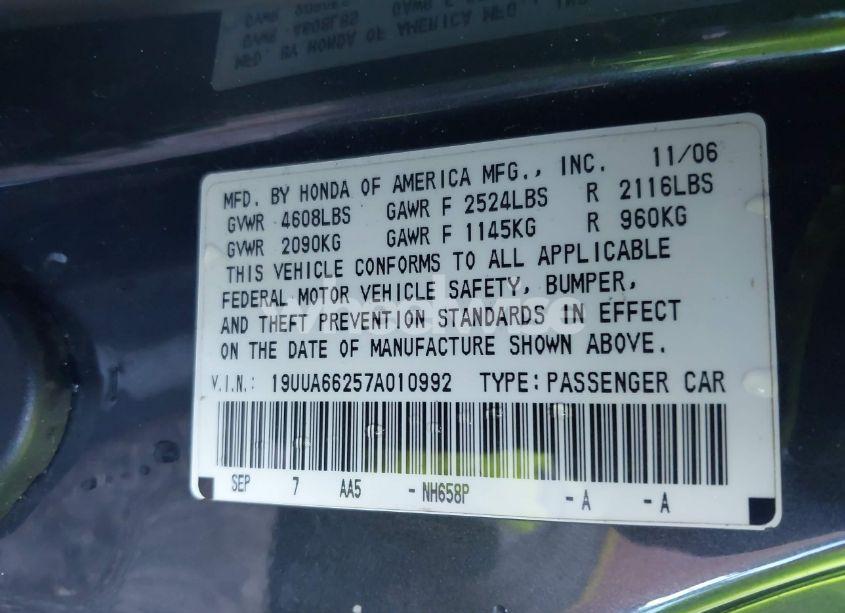 MFD. BY HONDA OF AMERICA MFG., INC. 11/06
GVWR 4608LBS GAWR F 2524LBS R 2116LBS
GVWR 2090KG GAWR F 1145KG R 960KG
THIS VEHICLE CONFORMS TO ALL APPLICABLE
FEDERAL MOTOR VEHICLE SAFETY, BUMPER,
AND THEFT PREVENTION STANDARDS IN EFFECT
ON THE DATE OF MANUFACTURE SHOWN ABOVE.
V.I.N.: 19UUA66257A010992 TYPE: PASSENGER CAR
SEP 7 AA5 - NH658P - A - A